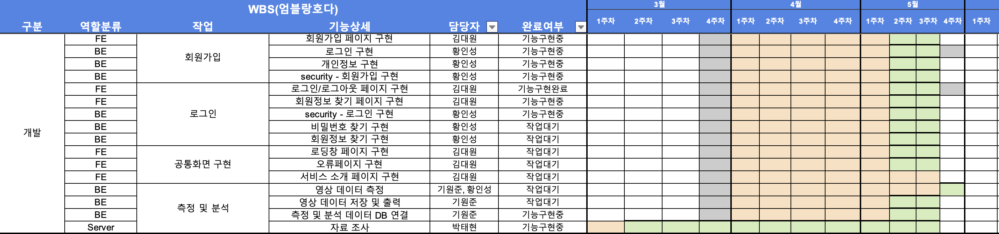 WBS(엄블랑호다)
3월 4월 5월
구분 역할분류 작업 기능상세 담당자 완료여부 1주차 2주차 3주차 4주차 1주차 2주차 3주차 4주차 1주차 2주차 3주차 4주차 1주차
개발
회원가입
FE 회원가입 페이지 구현 김대원 기능구현중
BE 로그인 구현 황인성 기능구현중
BE 개인정보 구현 황인성 기능구현중
BE security - 회원가입 구현 황인성 기능구현중
로그인
FE 로그인/로그아웃 페이지 구현 김대원 기능구현완료
FE 회원정보 찾기 페이지 구현 김대원 기능구현중
BE security - 로그인 구현 황인성 기능구현중
BE 비밀번호 찾기 구현 황인성 작업대기
BE 회원정보 찾기 구현 황인성 작업대기
공통화면 구현
FE 로딩창 페이지 구현 김대원 작업대기
FE 오류페이지 구현 김대원 작업대기
FE 서비스 소개 페이지 구현 김대원 작업대기
측정 및 분석
BE 영상 데이터 측정 기원준, 황인성 작업대기
BE 영상 데이터 저장 및 출력 기원준 작업대기
BE 측정 및 분석 데이터 DB 연결 기원준 기능구현중
Server 자료 조사 박태현 기능구현중